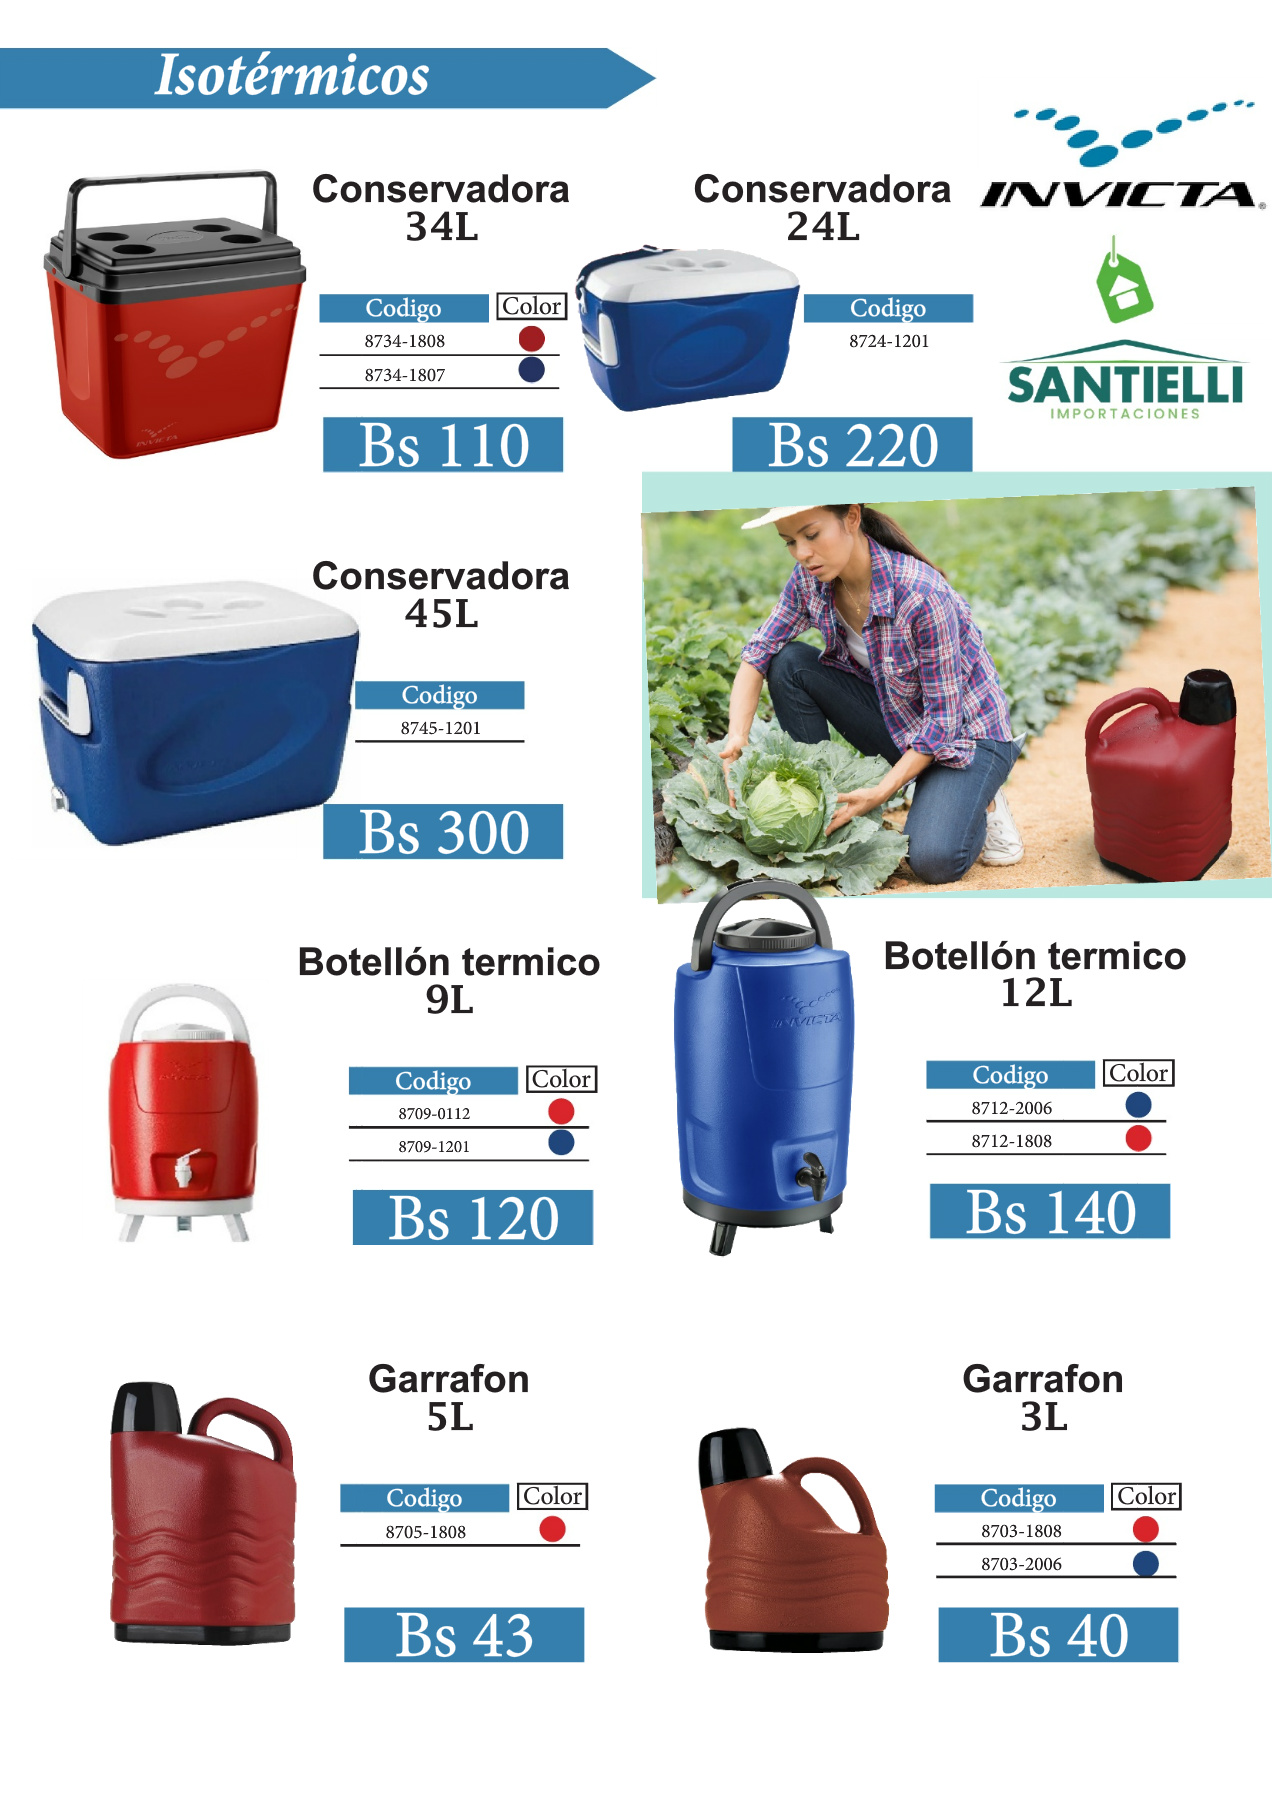 Isotérmicos
INVICTA®
SANTIELLI
IMPORTACIONES
Conservadora
34L
Codigo Color
8734-1808
8734-1807
Bs 110
Conservadora
24L
Codigo
8724-1201
Bs 220
Conservadora
45L
Codigo
8745-1201
Bs 300
Botellón termico
9L
Codigo Color
8709-0112
8709-1201
Bs 120
INVICTA
Botellón termico
12L
Codigo Color
8712-2006
8712-1808
Bs 140
Garrafon
5L
Codigo Color
8705-1808
Bs 43
Garrafon
3L
Codigo Color
8703-1808
8703-2006
Bs 40